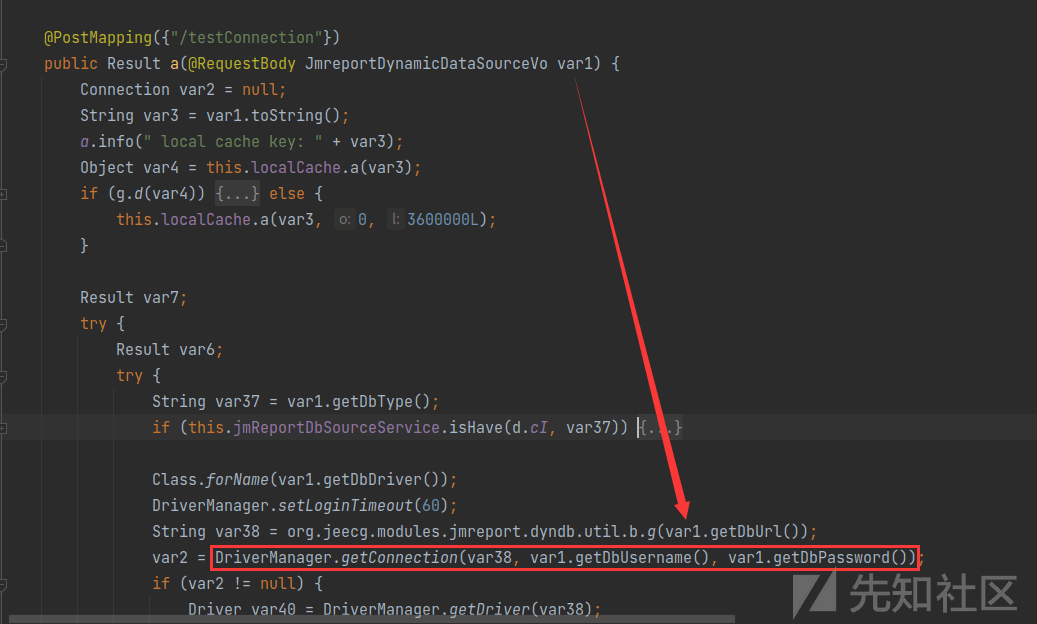 @PostMapping({"/testConnection"})
public Result a(@RequestBody JmreportDynamicDataSourceVo var1) {
Connection var2 = null;
String var3 = var1.toString();
a.info(" local cache key: " + var3);
Object var4 = this.localCache.a(var3);
if (g.d(var4)) {...} else {
this.localCache.a(var3, o: 0, l: 3600000L);
}
Result var7;
try {
Result var6;
try {
String var37 = var1.getDbType();
if (this.jmReportDbSourceService.isHave(d.cI, var37)) {...}
Class.forName(var1.getDbDriver());
DriverManager.setLoginTimeout(60);
String var38 = org.jeecg.modules.jmreport.dyndb.util.b.g(var1.getDbUrl());
var2 = DriverManager.getConnection(var38, var1.getDbUsername(), var1.getDbPassword());
if (var2 != null) {
Driver var40 = DriverManager.getDriver(var38);
先知社区